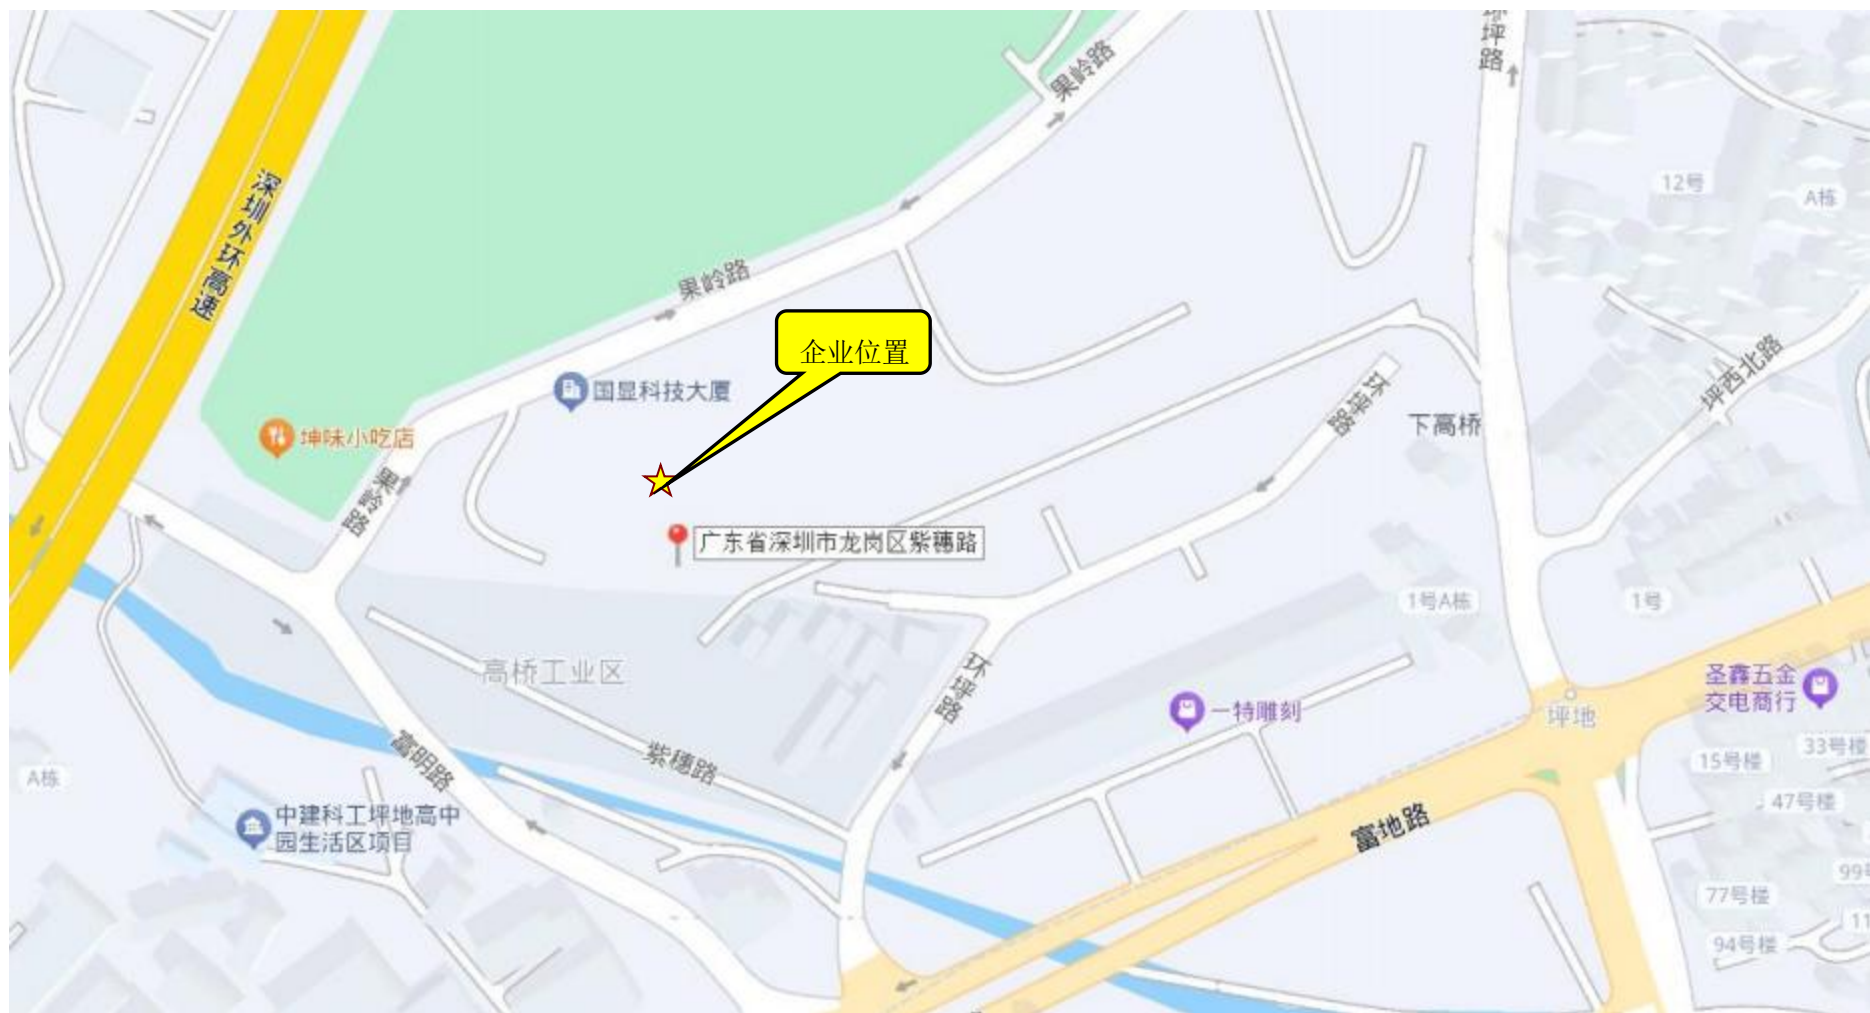 环坪路
果岭路
12号
A栋
深圳外环高速
果岭路
企业位置
国显科技大厦
坤味小吃店
环坪路
下高桥
坪西北路
果岭路
广东省深圳市龙岗区紫穗路
1号A栋
1号
高桥工业区
环坪路
一特雕刻
圣鑫五金
交电商行
坪地
紫穗路
富明路
A栋
15号楼
33号楼
47号楼
中建科工坪地高中
园生活区项目
富地路
77号楼
94号楼